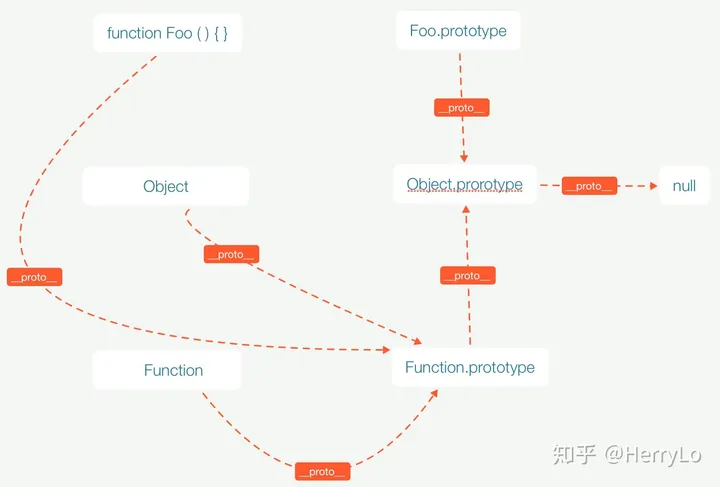 function Foo ( ) { }
Foo.prototype
__proto__
Object
Object.prorotype
__proto__
null
__proto__
__proto__
__proto__
Function
Function.prototype
__proto__
知乎 @HerryLo